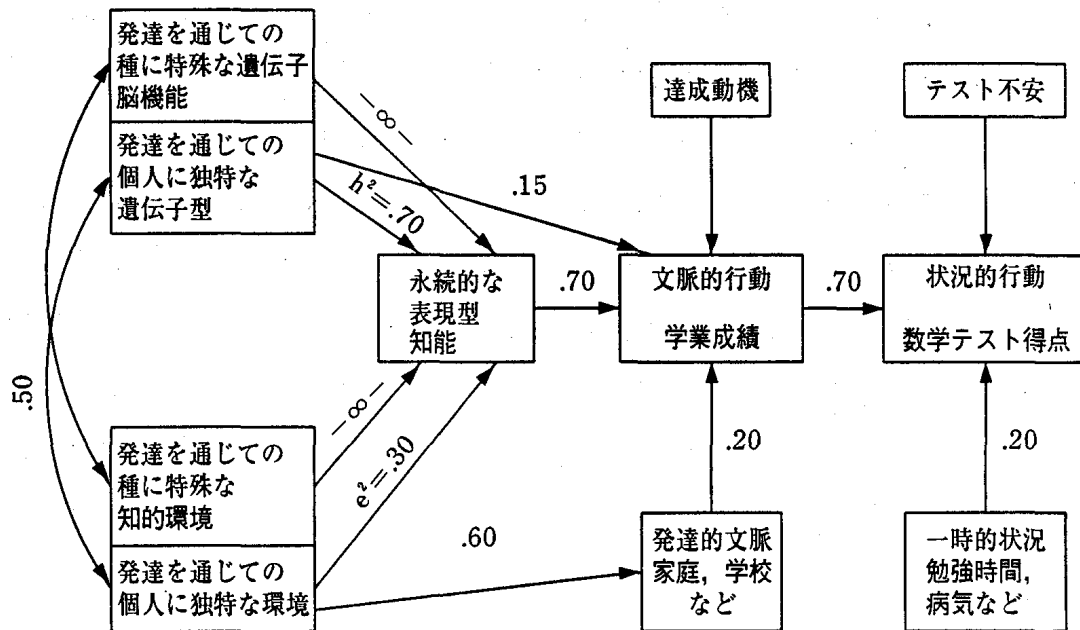 発達を通じての
種に特殊な遺伝子
脳機能
発達を通じての
個人に独特な
遺伝子型
-∞-
h²=.70
.15
達成動機
テスト不安
永続的な
表現型
知能
.70
文脈的行動
学業成績
.70
状況的行動
数学テスト得点
.50
-∞-
e²=.30
.20
.20
発達を通じての
種に特殊な
知的環境
発達を通じての
個人に独特な環境
.60
発達的文脈
家庭，学校
など
一時的状況
勉強時間，
病気など